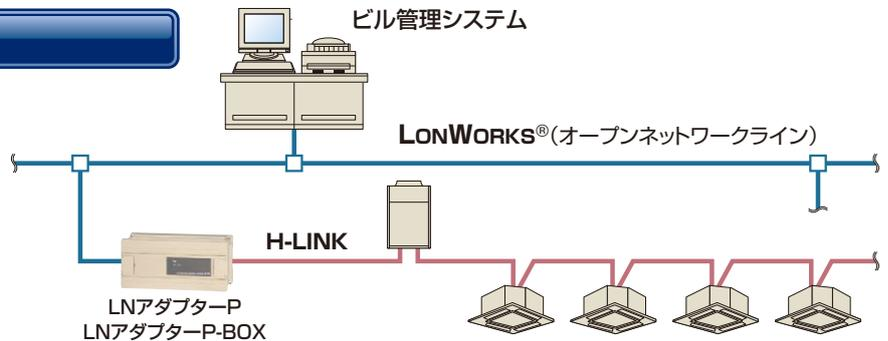 ビル管理システム
LONWORKS®(オープンネットワークライン)
H-LINK
LNアダプターP
LNアダプターP-BOX